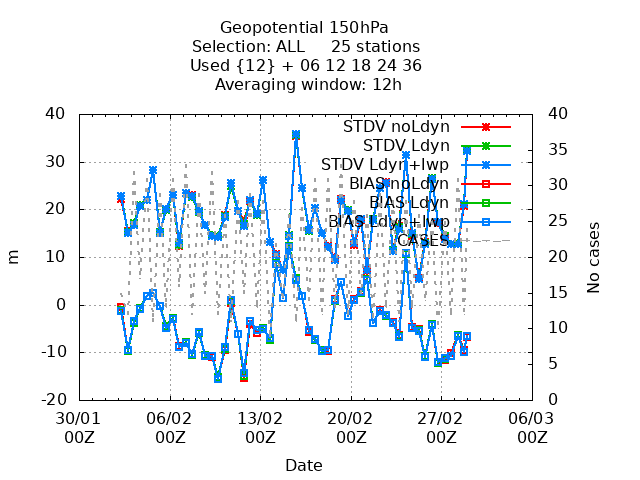 Geopotential 150hPa
Selection: ALL 25 stations
Used {12} + 06 12 18 24 36
Averaging window: 12h
40 40
STDV noLdyn
STDV Ldyn
35
30 STDV Ldyn+lwp
BIAS noLdyn 30
BIAS Ldyn
20 25
BIAS Ldyn+lwp
CASES
m 10 20 No cases
0 15
10
-10
5
-20 0
30/01 06/02 13/02 20/02 27/02 06/03
00Z 00Z 00Z 00Z 00Z 00Z
Date